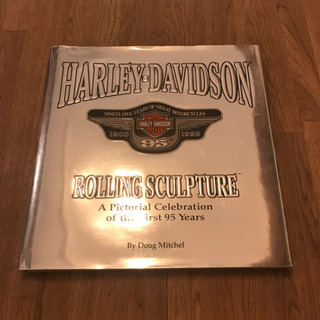 HARLEY-DAVIDSON
NINETY FIVE YEARS OF GREAT MOTORCYCLES
1903
HARLEY-DAVIDSON
1998
95
ROLLING SCULPTURE™
A Pictorial Celebration
of the First 95 Years
By Doug Mitchel